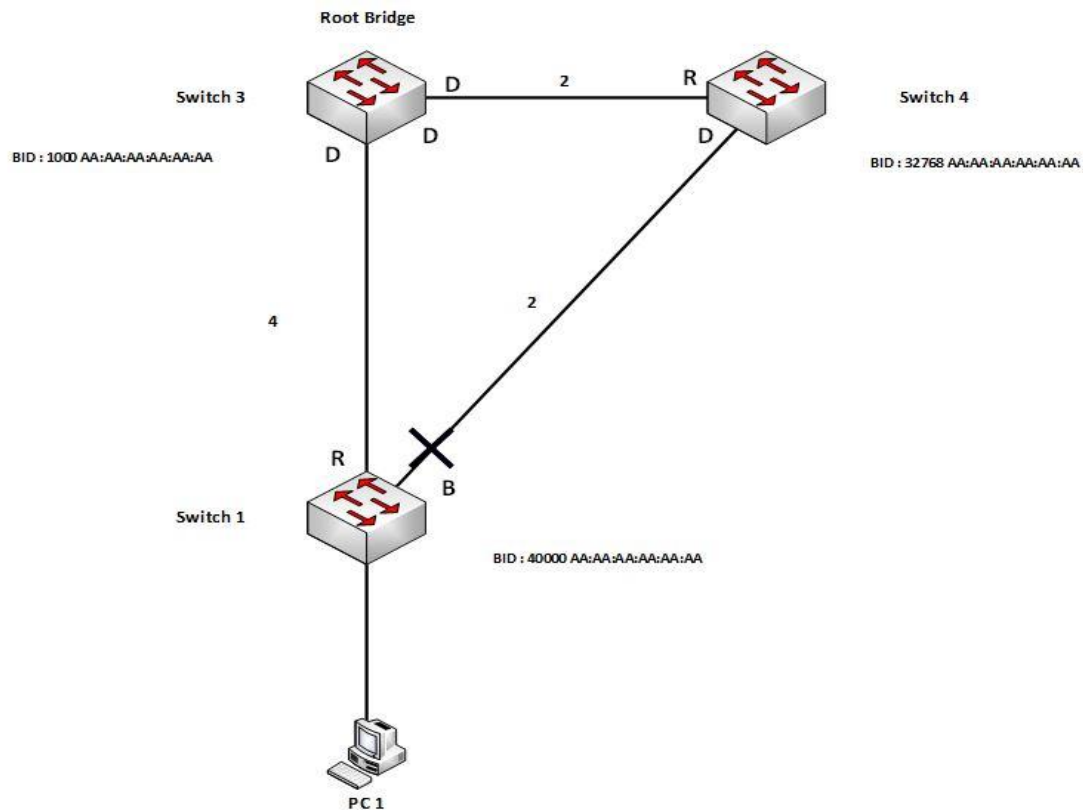 Root Bridge
Switch 3
D
2
R
Switch 4
D
D
D
BID : 1000 AA:AA:AA:AA:AA:AA
BID : 32768 AA:AA:AA:AA:AA:AA
2
4
R
B
Switch 1
BID : 40000 AA:AA:AA:AA:AA:AA
PC 1